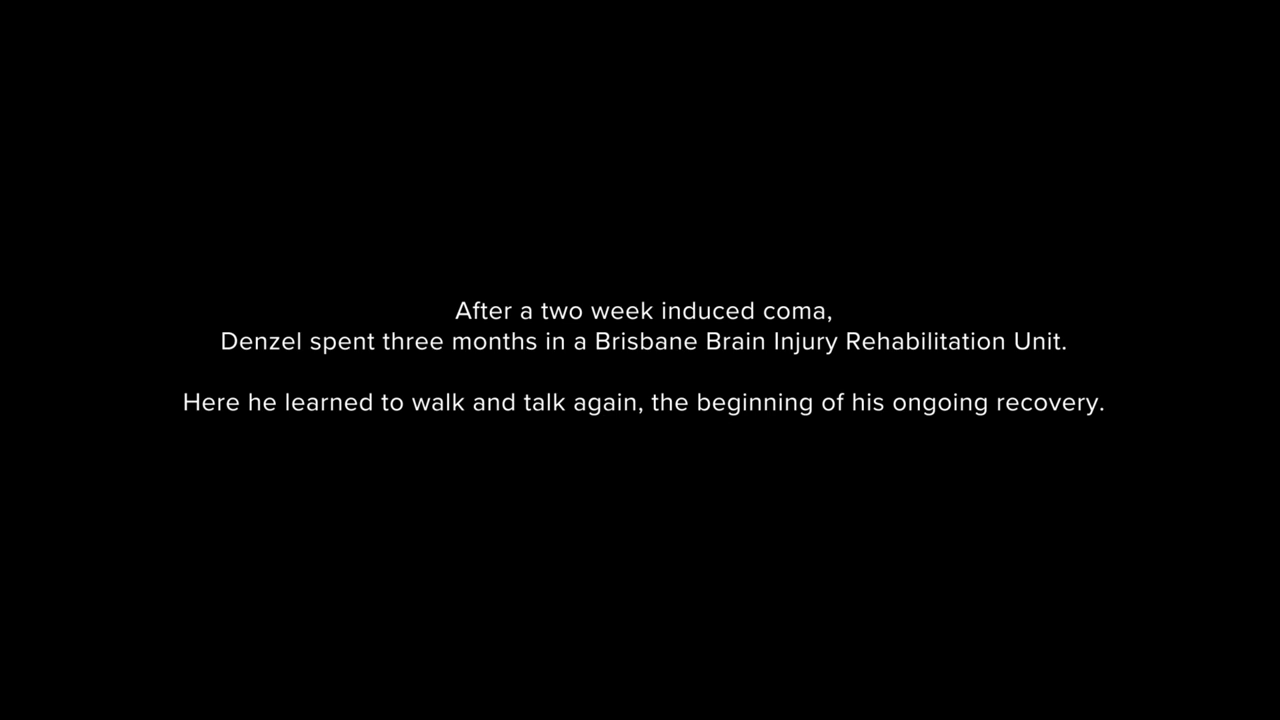 After a two week induced coma,
Denzel spent three months in a Brisbane Brain Injury Rehabilitation Unit.
Here he learned to walk and talk again, the beginning of his ongoing recovery.